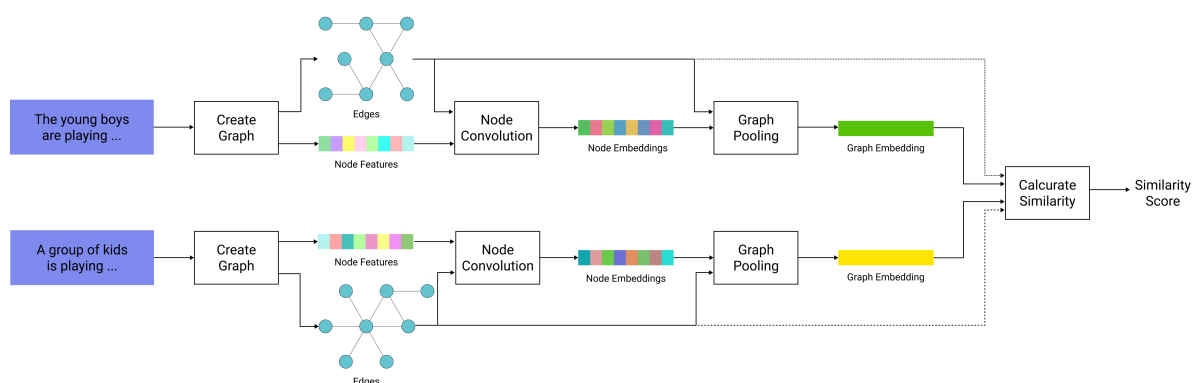 The young boys
are playing ...
Create
Graph
Edges
Node Features
Node
Convolution
Node Embeddings
Graph
Pooling
Graph Embedding
Calcurate
Similarity
Similarity
Score
A group of kids
is playing ...
Create
Graph
Node Features
Edges
Node
Convolution
Node Embeddings
Graph
Pooling
Graph Embedding